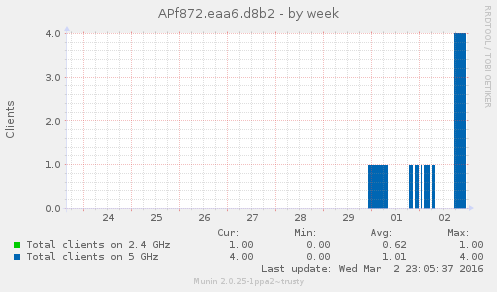 APf872.eaa6.d8b2 - by week
RRDTOOL / TOBI OETIKER
Clients
4.0
3.0
2.0
1.0
0.0
24 25 26 27 28 29 01 02
Cur: Min: Avg: Max:
Total clients on 2.4 GHz 1.00 0.00 0.62 1.00
Total clients on 5 GHz 4.00 0.00 1.01 4.00
Last update: Wed Mar 2 23:05:37 2016
Munin 2.0.25-1ppa2~trusty